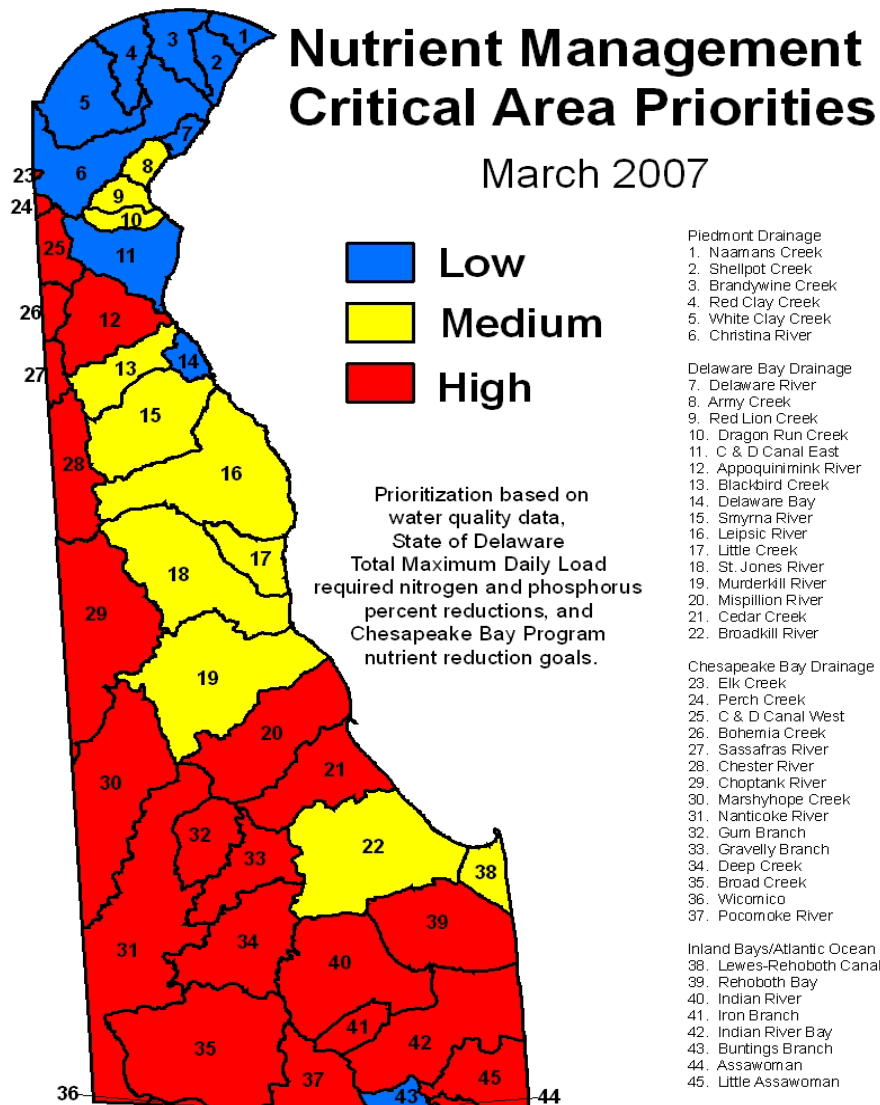 Nutrient Management
Critical Area Priorities
March 2007
Low
Medium
High
Prioritization based on
water quality data,
State of Delaware
Total Maximum Daily Load
required nitrogen and phosphorus
percent reductions, and
Chesapeake Bay Program
nutrient reduction goals.
Piedmont Drainage
1. Naamans Creek
2. Shellpot Creek
3. Brandywine Creek
4. Red Clay Creek
5. White Clay Creek
6. Christina River
Delaware Bay Drainage
7. Delaware River
8. Army Creek
9. Red Lion Creek
10. Dragon Run Creek
11. C & D Canal East
12. Appoquinimink River
13. Blackbird Creek
14. Delaware Bay
15. Smyrna River
16. Leipsic River
17. Little Creek
18. St. Jones River
19. Murderkill River
20. Mispillion River
21. Cedar Creek
22. Broadkill River
Chesapeake Bay Drainage
23. Elk Creek
24. Perch Creek
25. C & D Canal West
26. Bohemia Creek
27. Sassafras River
28. Chester River
29. Choptank River
30. Marshyhope Creek
31. Nanticoke River
32. Gum Branch
33. Gravelly Branch
34. Deep Creek
35. Broad Creek
36. Wicomico
37. Pocomoke River
Inland Bays/Atlantic Ocean
38. Lewes-Rehoboth Canal
39. Rehoboth Bay
40. Indian River
41. Iron Branch
42. Indian River Bay
43. Buntings Branch
44. Assawoman
45. Little Assawoman
1
2
3
4
5
6
7
8
9
10
11
12
13
14
15
16
17
18
19
20
21
22
23
24
25
26
27
28
29
30
31
32
33
34
35
36
37
38
39
40
41
42
43
44
45